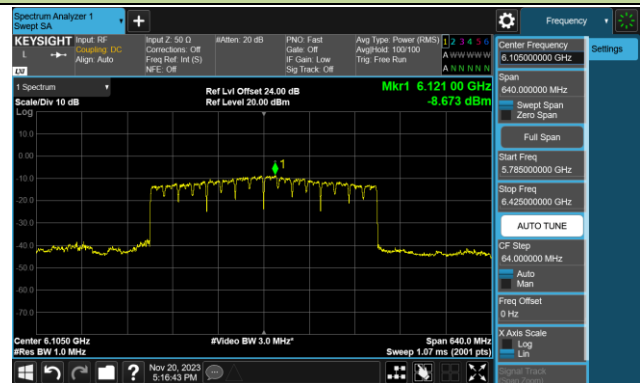 Spectrum Analyzer 1
Swept SA
Frequency
KEYSIGHT
Input: RF
Coupling: DC
Align: Auto
Input Z: 50 Ω
Corrections: Off
Freq Ref: Int (S)
NFE: Off
#Atten: 20 dB
PNO: Fast
Gate: Off
IF Gain: Low
Sig Track: Off
Avg Type: Power (RMS)
Avg|Hold: 100/100
Trig: Free Run
1 2 3 4 5 6
A W W W W W
A N N N N N
L
LXI
1 Spectrum
Scale/Div 10 dB
Log
Ref Lvl Offset 24.00 dB
Ref Level 20.00 dBm
Mkr1 6.121 00 GHz
-8.673 dBm
1
10.0
0.00
-10.0
-20.0
-30.0
-40.0
-50.0
-60.0
-70.0
Center 6.1050 GHz
#Res BW 1.0 MHz
#Video BW 3.0 MHz*
Span 640.0 MHz
Sweep 1.07 ms (2001 pts)
Nov 20, 2023
5:16:43 PM
Center Frequency
6.105000000 GHz
Settings
Span
640.000000 MHz
Swept Span
Zero Span
Full Span
Start Freq
5.785000000 GHz
Stop Freq
6.425000000 GHz
AUTO TUNE
CF Step
64.000000 MHz
Auto
Man
Freq Offset
0 Hz
X Axis Scale
Log
Lin
Signal Track
(Span Zoom)